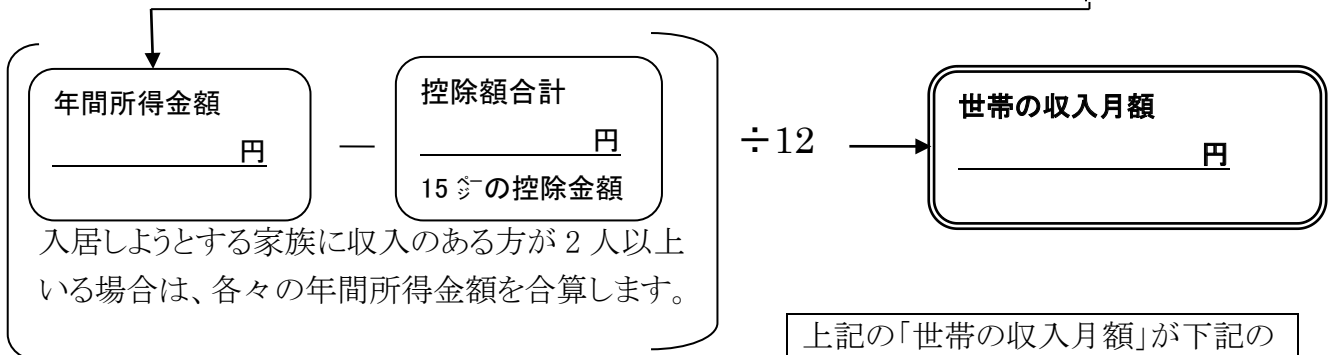 年間所得金額
円
―
控除額合計
円
15㌻の控除金額
÷12
世帯の収入月額
円
入居しようとする家族に収入のある方が2人以上
いる場合は、各々の年間所得金額を合算します。
上記の「世帯の収入月額」が下記の